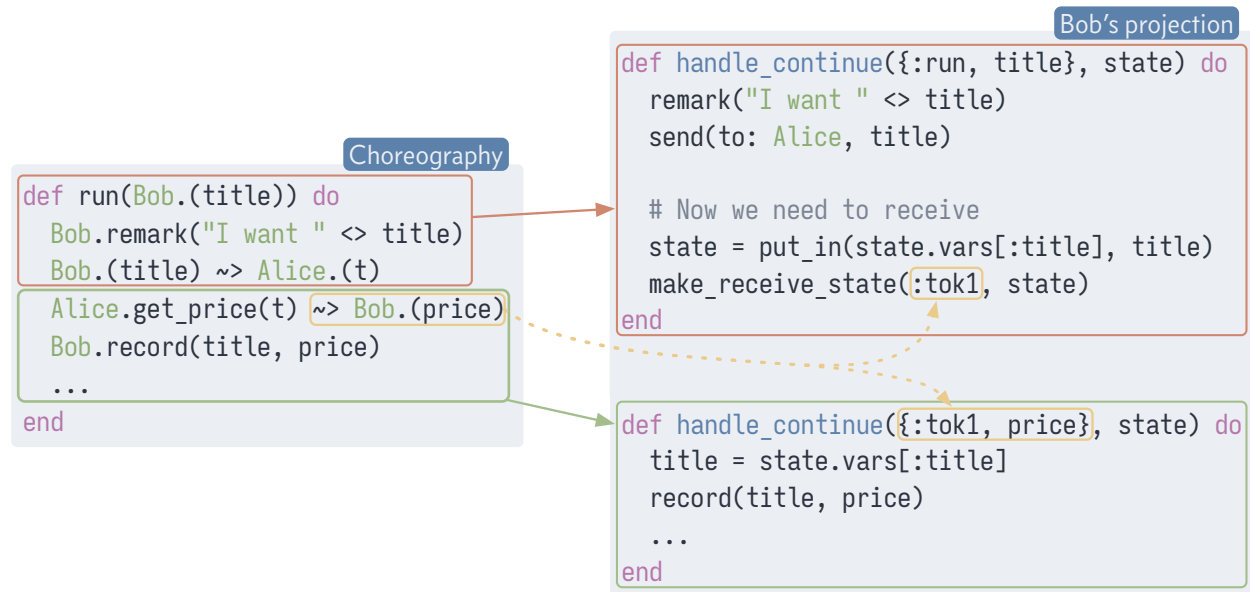 Choreography
def run(Bob.(title)) do
  Bob.remark("I want " <> title)
  Bob.(title) ~> Alice.(t)
  Alice.get_price(t) ~> Bob.(price)
  Bob.record(title, price)
  ...
end
Bob's projection
def handle_continue({:run, title}, state) do
  remark("I want " <> title)
  send(to: Alice, title)
  # Now we need to receive
  state = put_in(state.vars[:title], title)
  make_receive_state(:tok1, state)
end
def handle_continue({:tok1, price}, state) do
  title = state.vars[:title]
  record(title, price)
  ...
end